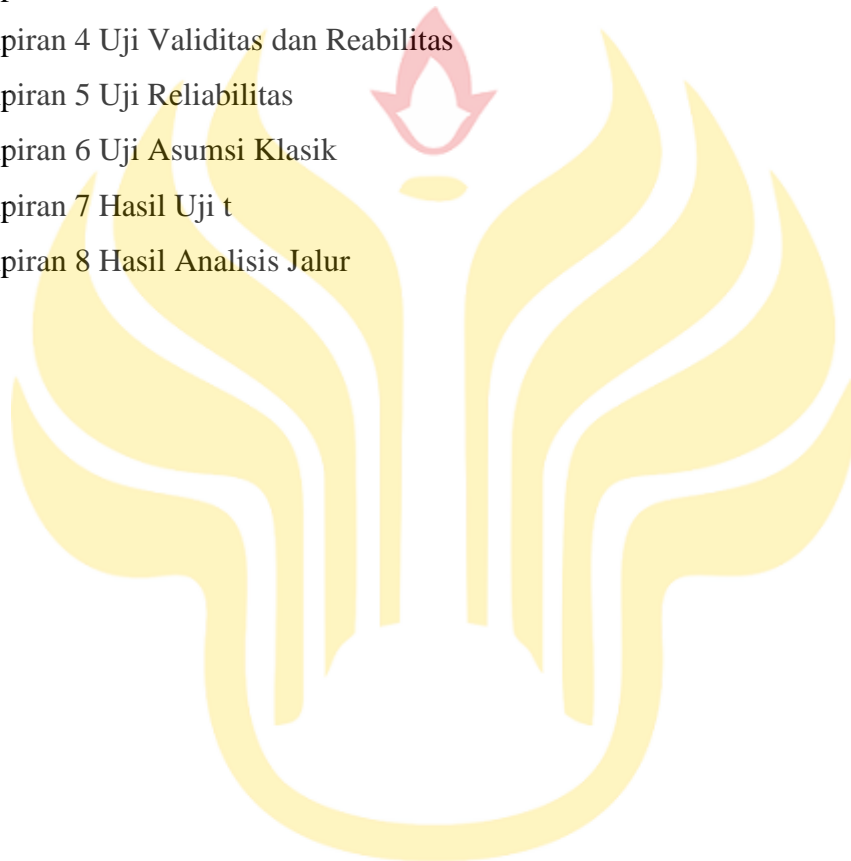 piran 4 Uji Validitas dan Reabilitas
piran 5 Uji Reliabilitas
piran 6 Uji Asumsi Klasik
piran 7 Hasil Uji t
piran 8 Hasil Analisis Jalur